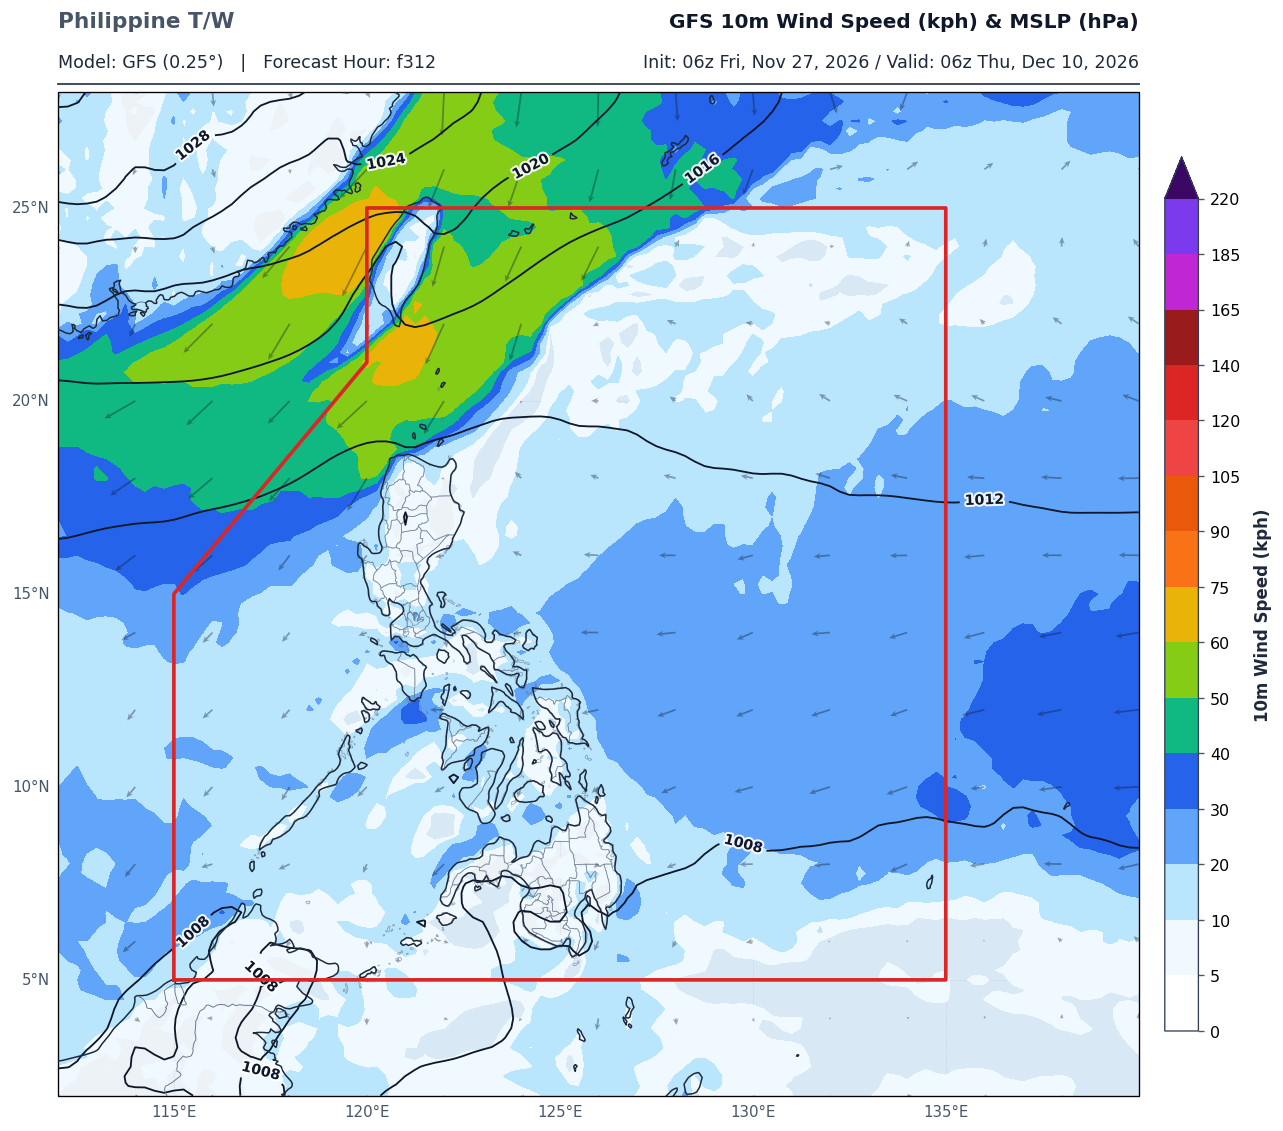 Philippine T/W
GFS 10m Wind Speed (kph) & MSLP (hPa)
Model: GFS (0.25°) | Forecast Hour: f312
Init: 06z Fri, Nov 27, 2026 / Valid: 06z Thu, Dec 10, 2026
1028
1024
1020
1016
1012
1008
1008
1008
1008
25°N
20°N
15°N
10°N
5°N
115°E
120°E
125°E
130°E
135°E
220
185
165
140
120
105
90
75
60
50
40
30
20
10
5
0
10m Wind Speed (kph)